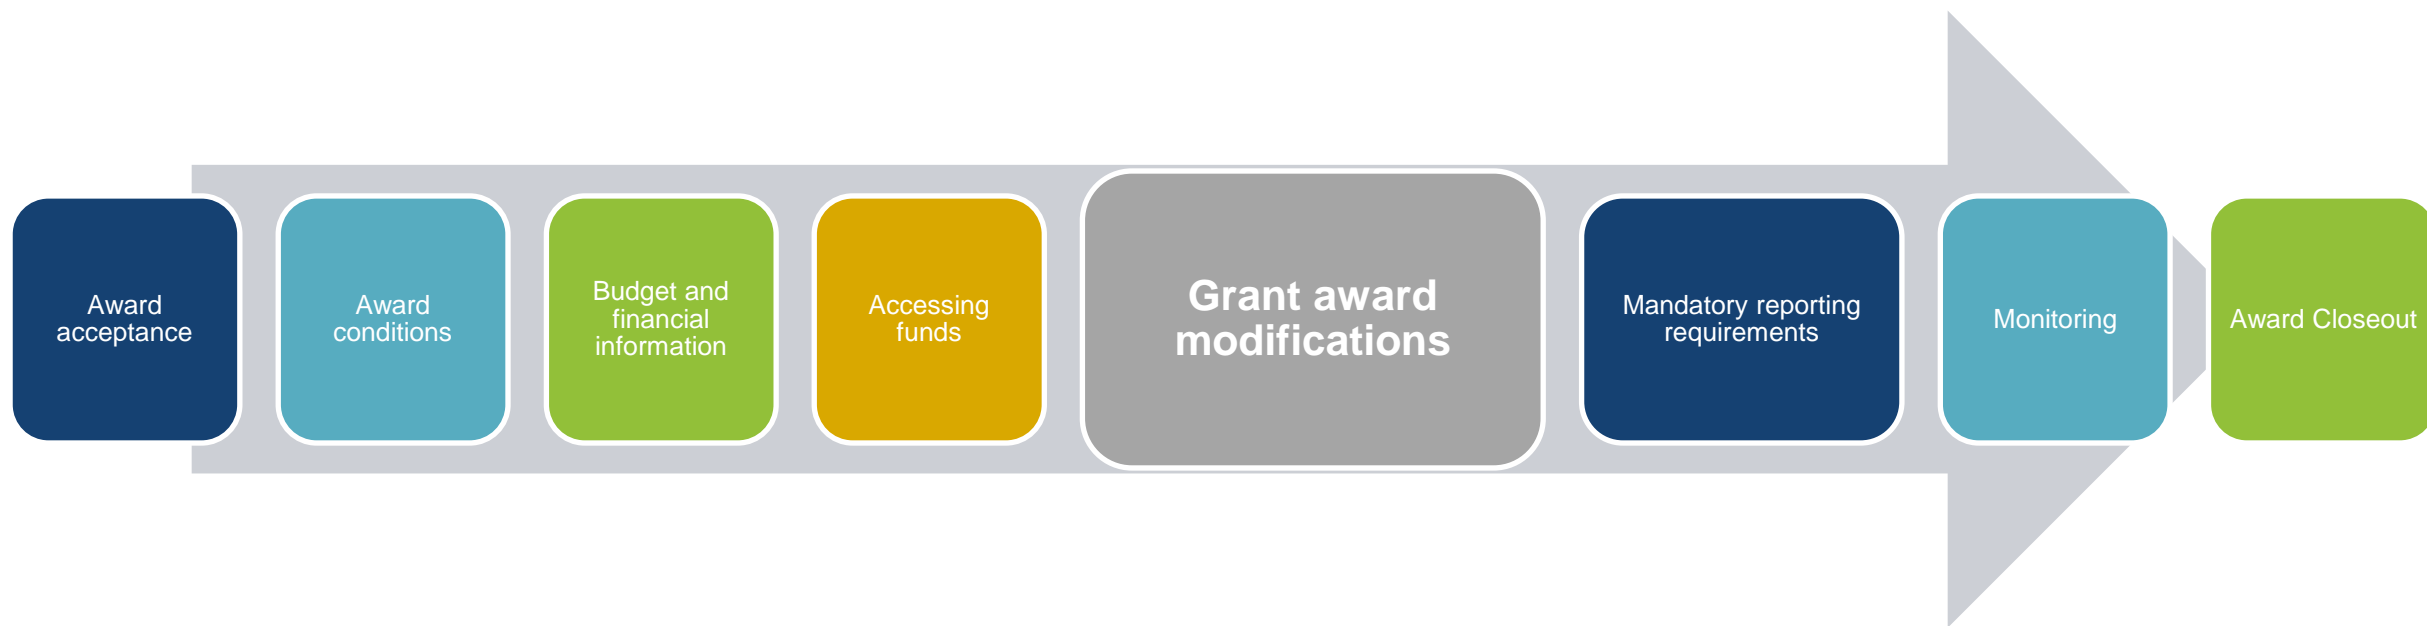 Award
acceptance
Award
conditions
Budget and
financial
information
Accessing
funds
Grant award
modifications
Mandatory reporting
requirements
Monitoring
Award Closeout